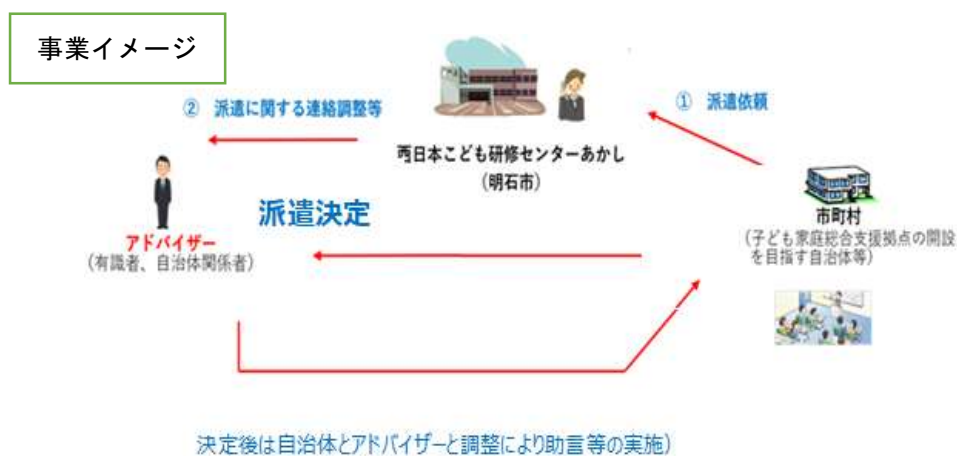 事業イメージ
② 派遣に関する連絡調整等
① 派遣依頼
西日本こども研修センターあかし
（明石市）
派遣決定
アドバイザー
（有識者、自治体関係者）
市町村
（子ども家庭総合支援拠点の開設
を目指す自治体等）
決定後は自治体とアドバイザーと調整により助言等の実施）